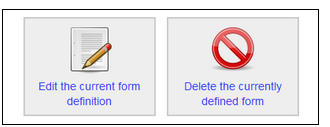 Edit the current form
definition
Delete the currently
defined form